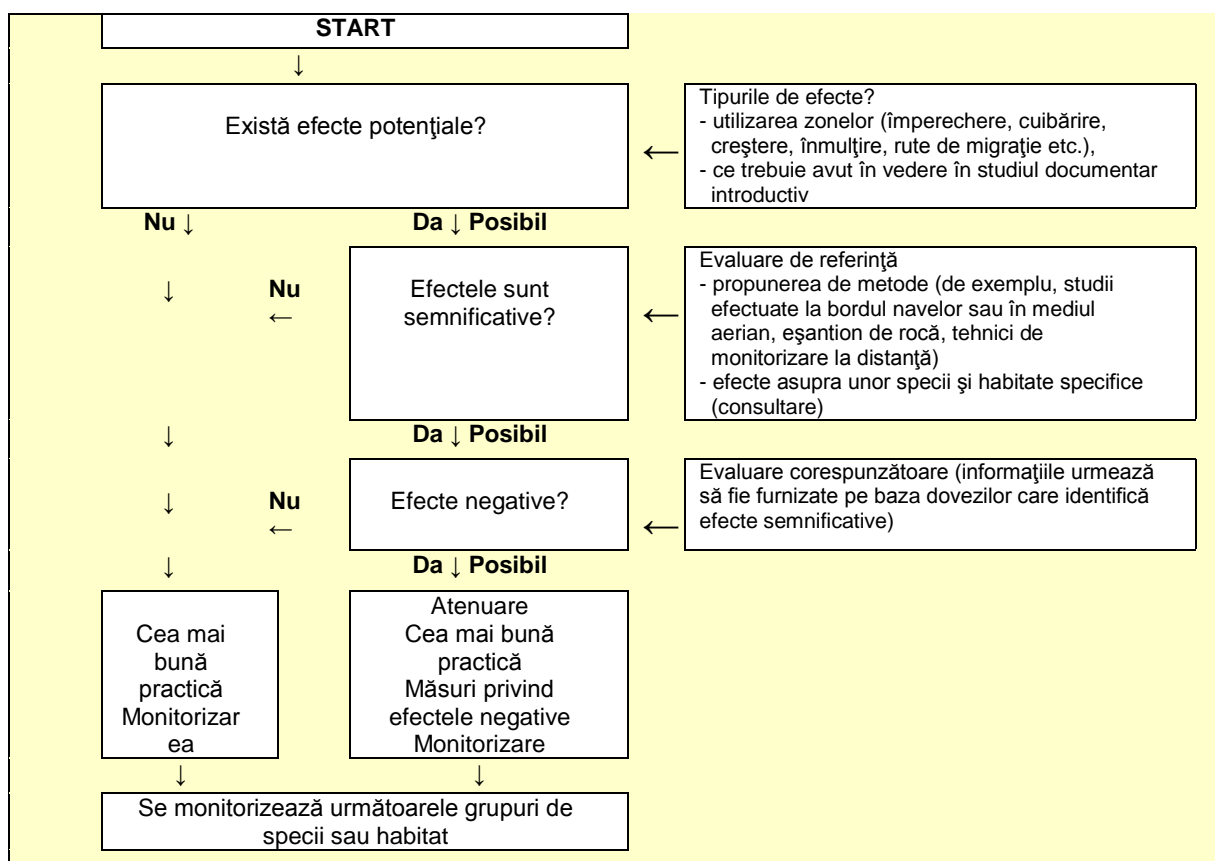 START
↓
Există efecte potenţiale?
←
Tipurile de efecte?
- utilizarea zonelor (împerechere, cuibărire,
creştere, înmulţire, rute de migraţie etc.),
- ce trebuie avut în vedere în studiul documentar
introductiv
Nu ↓ Da ↓ Posibil
↓ Nu
←
Efectele sunt
semnificative?
←
Evaluare de referinţă
- propunerea de metode (de exemplu, studii
efectuate la bordul navelor sau în mediul
aerian, eşantion de rocă, tehnici de
monitorizare la distanţă)
- efecte asupra unor specii şi habitate specifice
(consultare)
↓ Da ↓ Posibil
↓ Nu
←
Efecte negative?
←
Evaluare corespunzătoare (informaţiile urmează
să fie furnizate pe baza dovezilor care identifică
efecte semnificative)
↓ Da ↓ Posibil
Cea mai
bună
practică
Monitorizar
ea
Atenuare
Cea mai bună
practică
Măsuri privind
efectele negative
Monitorizare
↓ ↓
Se monitorizează următoarele grupuri de
specii sau habitat